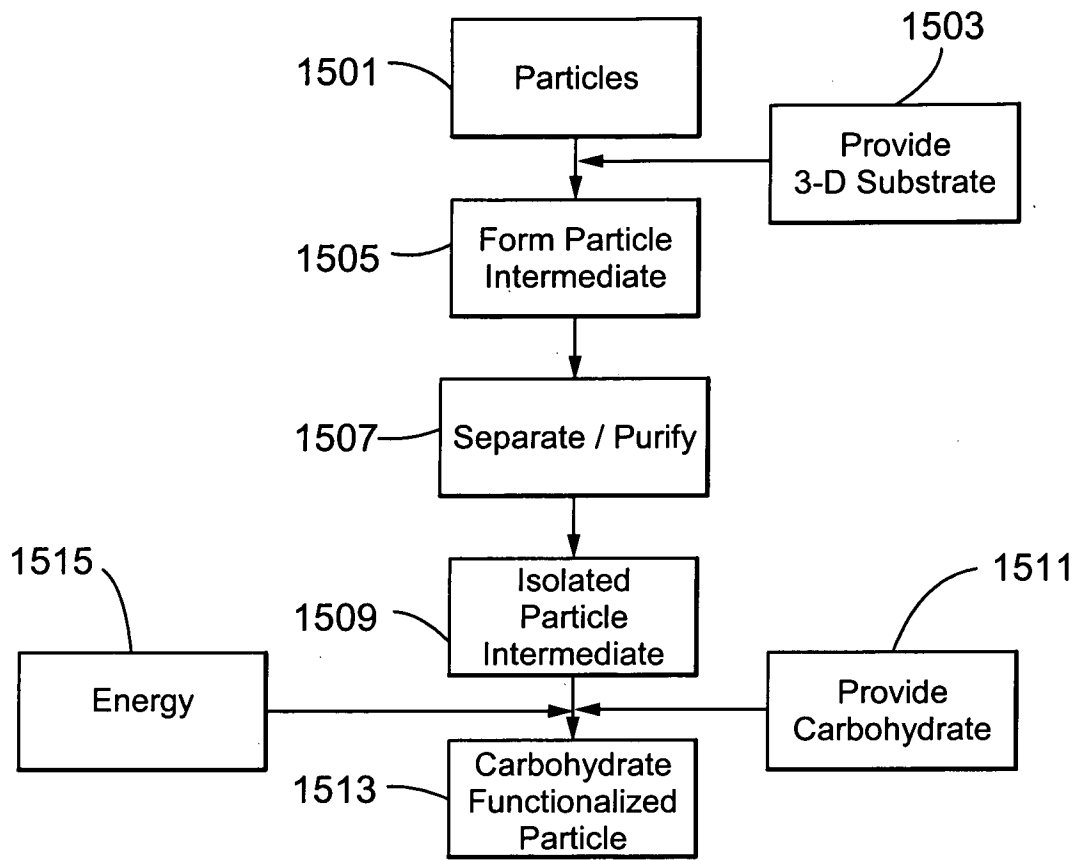 1503
1501
Particles
Provide
3-D Substrate
1505
Form Particle
Intermediate
1507
Separate / Purify
1515
1511
Isolated
Particle
Intermediate
1509
Energy
Provide
Carbohydrate
1513
Carbohydrate
Functionalized
Particle